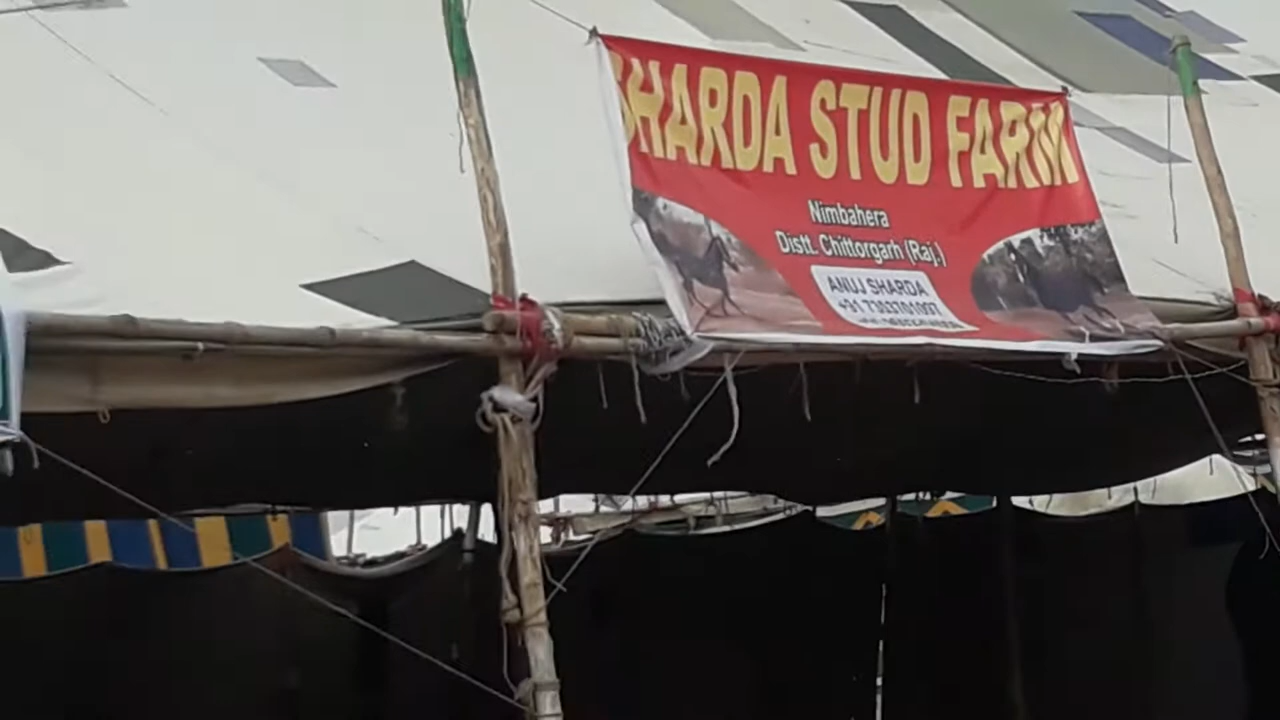 SHARDA STUD FARM
Nimbahera
Distt. Chittorgarh (Raj.)
ANUJ SHARDA